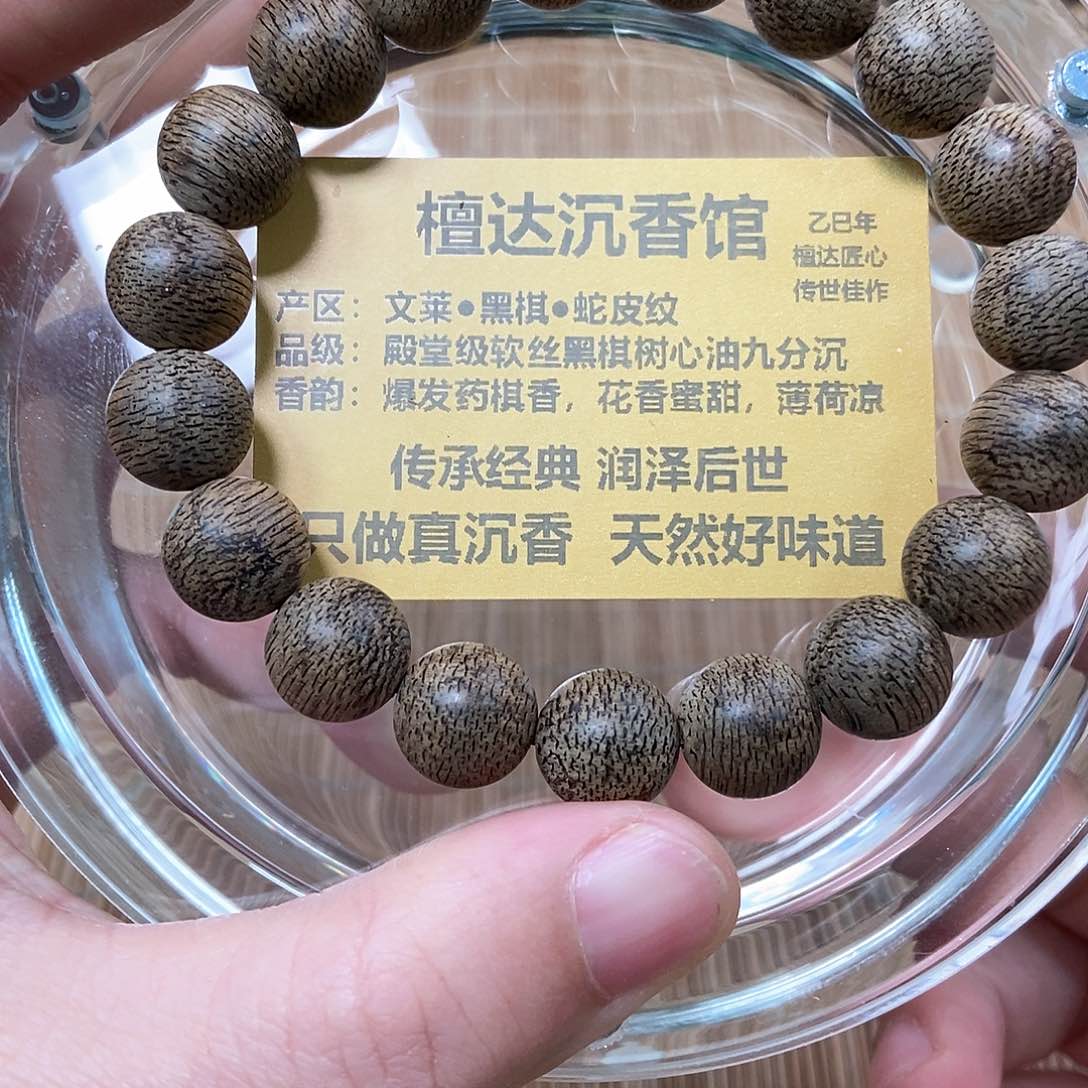 檀达沉香馆
乙巳年
檀达匠心
传世佳作
产区：文莱●黑棋●蛇皮纹
品级：殿堂级软丝黑棋树心油九分沉
香韵：爆发药棋香，花香蜜甜，薄荷凉
传承经典 润泽后世
只做真沉香 天然好味道